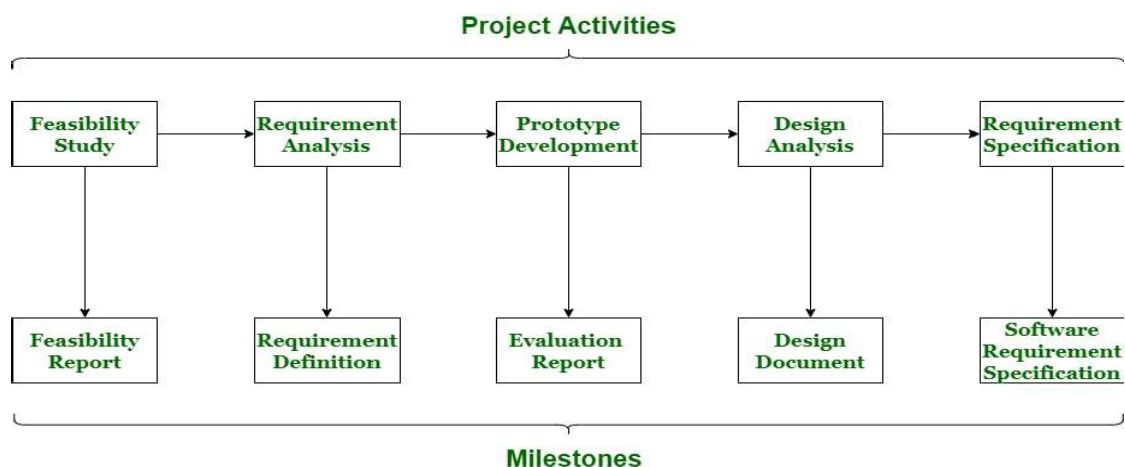 Project Activities
Feasibility
Study
Requirement
Analysis
Prototype
Development
Design
Analysis
Requirement
Specification
Feasibility
Report
Requirement
Definition
Evaluation
Report
Design
Document
Software
Requirement
Specification
Milestones